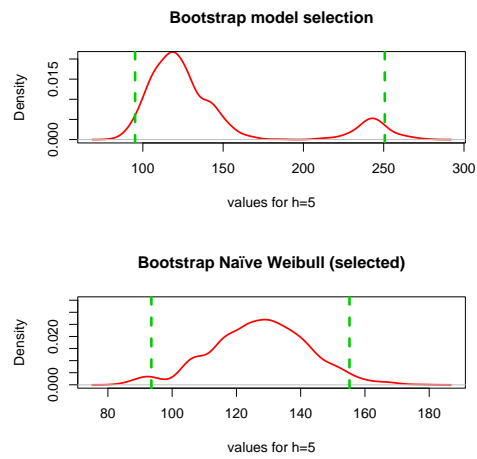 Bootstrap model selection
Density
0.000 0.015
100 150 200 250 300
values for h=5
Bootstrap Naïve Weibull (selected)
Density
0.000 0.020
80 100 120 140 160 180
values for h=5